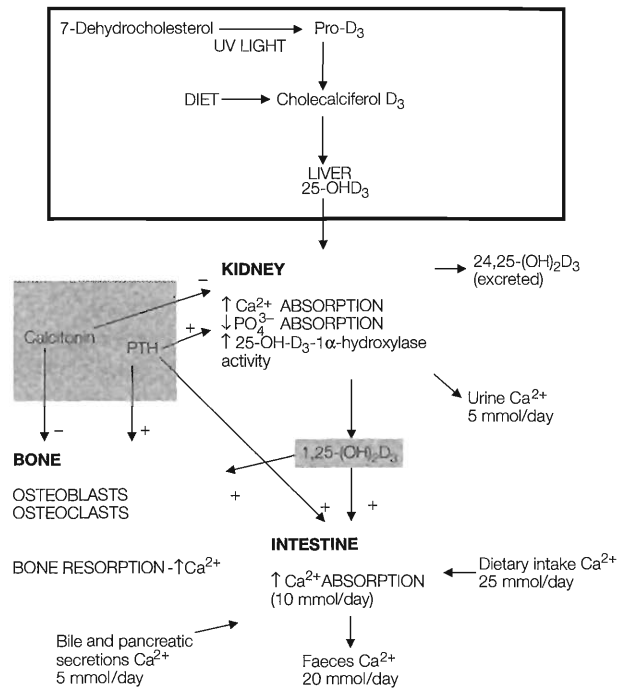 7-Dehydrocholesterol
UV LIGHT
Pro-D₃
DIET
Cholecalciferol D₃
LIVER
25-OHD₃
KIDNEY
24,25-(OH)₂D₃
(excreted)
−
↑ Ca²⁺ ABSORPTION
↓ PO₄³⁻ ABSORPTION
↑ 25-OH-D₃-1α-hydroxylase
activity
+
Calcitonin
PTH
Urine Ca²⁺
5 mmol/day
−
+
BONE
1,25-(OH)₂D₃
OSTEOBLASTS
OSTEOCLASTS
+
+
+
INTESTINE
BONE RESORPTION -↑Ca²⁺
↑ Ca²⁺ABSORPTION
(10 mmol/day)
Dietary intake Ca²⁺
25 mmol/day
Bile and pancreatic
secretions Ca²⁺
5 mmol/day
Faeces Ca²⁺
20 mmol/day